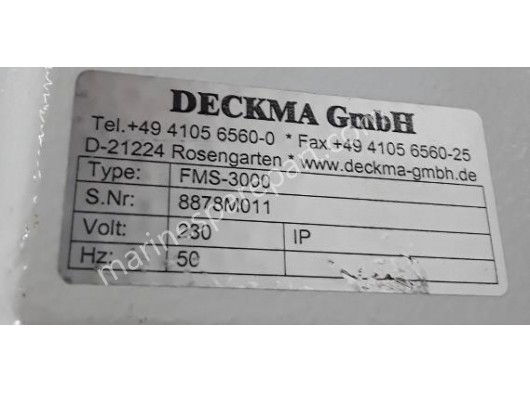 DECKMA GmbH
Tel.+49 4105 6560-0 * Fax.+49 4105 6560-25
D-21224 Rosengarten * www.deckma-gmbh.de
Type: FMS-3000
S.Nr: 8878M011
Volt: 230 IP
Hz: 50